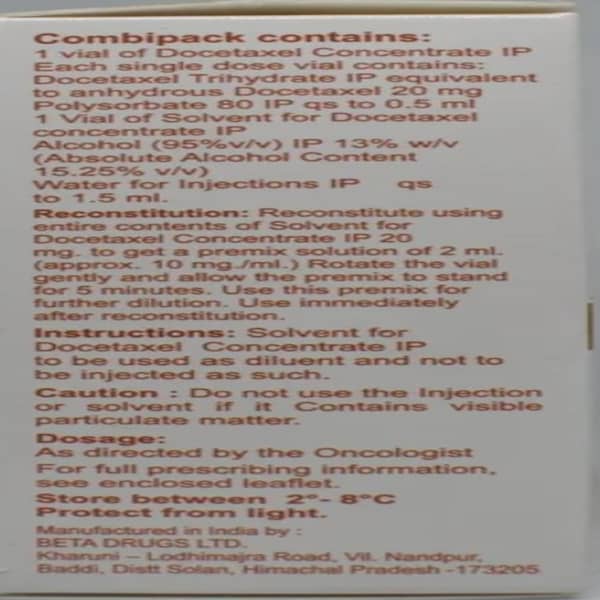 Combipack contains:
1 vial of Docetaxel Concentrate IP
Each single dose vial contains:
Docetaxel Trihydrate IP equivalent
to anhydrous Docetaxel 20 mg
Polysorbate 80 IP qs to 0.5 ml
1 Vial of Solvent for Docetaxel
concentrate IP
Alcohol (95%v/v) IP 13% w/v
(Absolute Alcohol Content
15.25% v/v)
Water for Injections IP qs
to 1.5 ml.
Reconstitution: Reconstitute using
entire contents of Solvent for
Docetaxel Concentrate IP 20
mg. to get a premix solution of 2 ml.
(approx. 10 mg./ml.) Rotate the vial
gently and allow the premix to stand
for 5 minutes. Use this premix for
further dilution. Use immediately
after reconstitution.
Instructions: Solvent for
Docetaxel Concentrate IP
to be used as diluent and not to
be injected as such.
Caution : Do not use the Injection
or solvent if it Contains visible
particulate matter.
Dosage:
As directed by the Oncologist
For full prescribing information,
see enclosed leaflet.
Store between 2°- 8°C
Protect from light.
Manufactured in India by :
BETA DRUGS LTD.
Kharuni – Lodhimajra Road, Vil. Nandpur,
Baddi, Distt Solan, Himachal Pradesh -173205